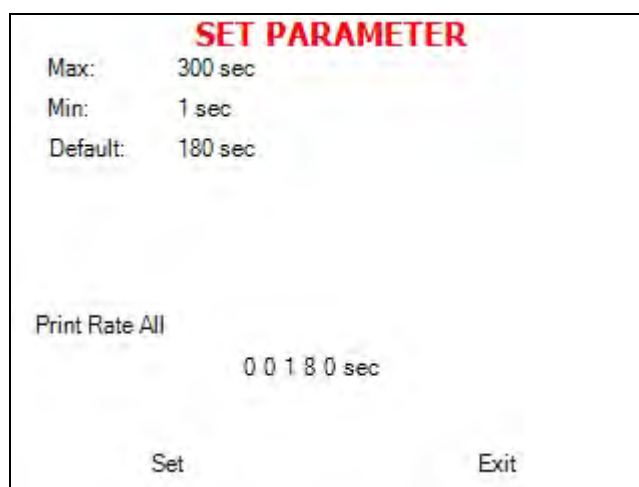 SET PARAMETER
Max: 300 sec
Min: 1 sec
Default: 180 sec
Print Rate All
0 0 1 8 0 sec
Set Exit